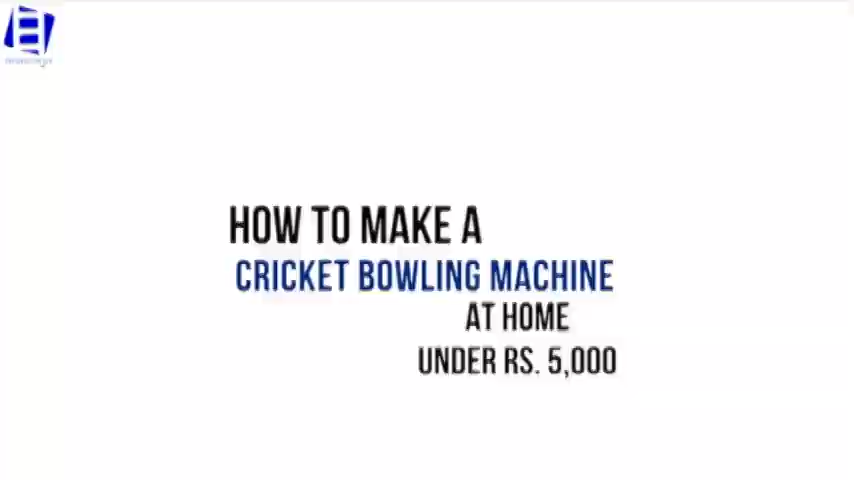 HOW TO MAKE A
CRICKET BOWLING MACHINE
AT HOME
UNDER RS. 5,000